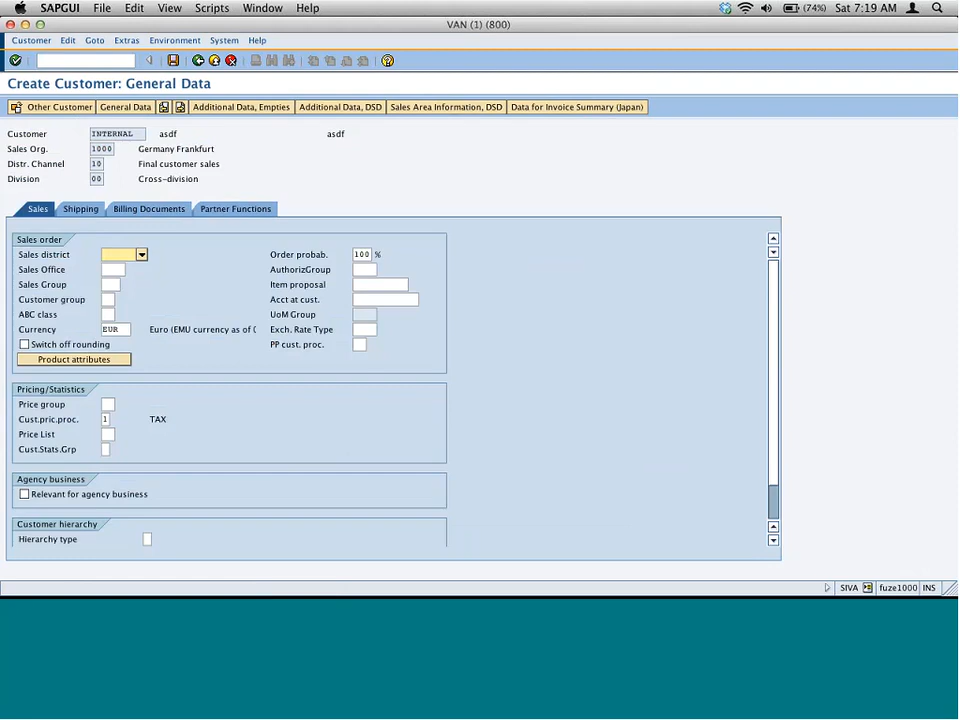 SAPGUI File Edit View Scripts Window Help (74%) Sat 7:19 AM
VAN (1) (800)
Customer Edit Goto Extras Environment System Help
Create Customer: General Data
Other Customer General Data Additional Data, Empties Additional Data, DSD Sales Area Information, DSD Data for Invoice Summary (Japan)
Customer INTERNAL asdf asdf
Sales Org. 1000 Germany Frankfurt
Distr. Channel 10 Final customer sales
Division 00 Cross-division
Sales Shipping Billing Documents Partner Functions
Sales order
Sales district Order probab. 100 %
Sales Office AuthorizGroup
Sales Group Item proposal
Customer group Acct at cust.
ABC class UoM Group
Currency EUR Euro (EMU currency as of ( Exch. Rate Type
Switch off rounding PP cust. proc.
Product attributes
Pricing/Statistics
Price group
Cust.pric.proc. 1 TAX
Price List
Cust.Stats.Grp
Agency business
Relevant for agency business
Customer hierarchy
Hierarchy type
SIVA fuze1000 INS